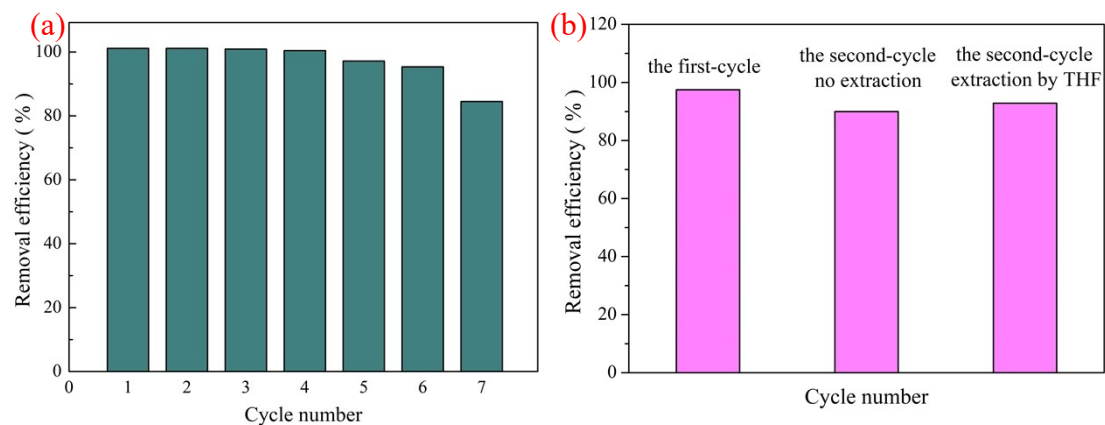 (a)
Removal efficiency ( % )
100
80
60
40
20
0
0 1 2 3 4 5 6 7
Cycle number
(b)
Removal efficiency ( % )
120
100
80
60
40
20
0
the first-cycle
the second-cycle
no extraction
the second-cycle
extraction by THF
Cycle number